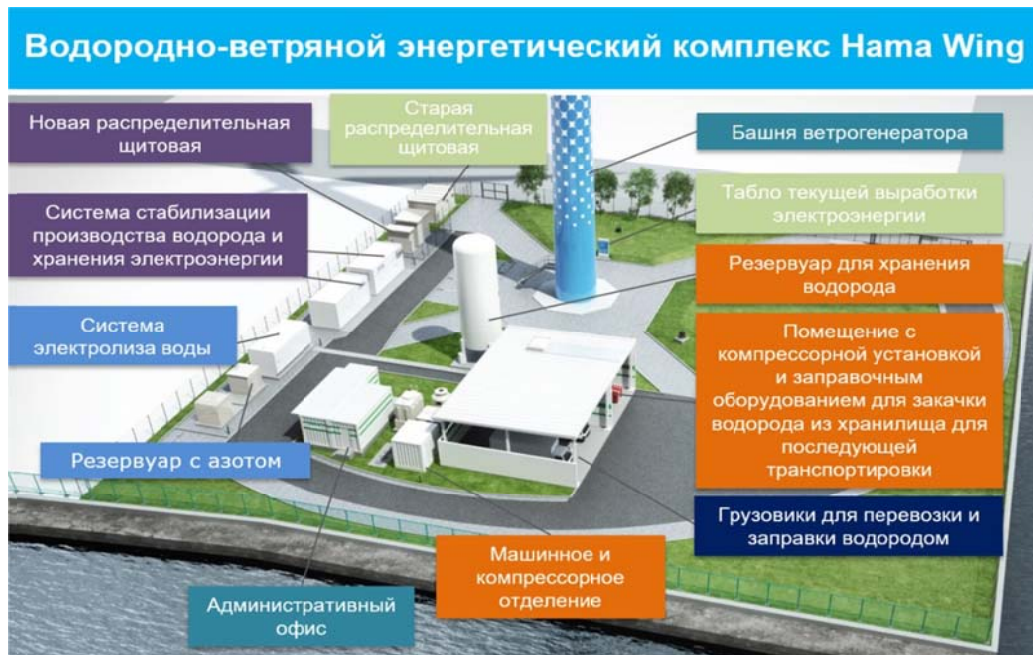 Водородно-ветряной энергетический комплекс Hama Wing
Новая распределительная
щитовая
Старая
распределительная
щитовая
Башня ветрогенератора
Система стабилизации
производства водорода и
хранения электроэнергии
Табло текущей выработки
электроэнергии
Резервуар для хранения
водорода
Система
электролиза воды
Помещение с
компрессорной установкой
и заправочным
оборудованием для закачки
водорода из хранилища для
последующей
транспортировки
Резервуар с азотом
Грузовики для перевозки и
заправки водородом
Машинное и
компрессорное
отделение
Административный
офис